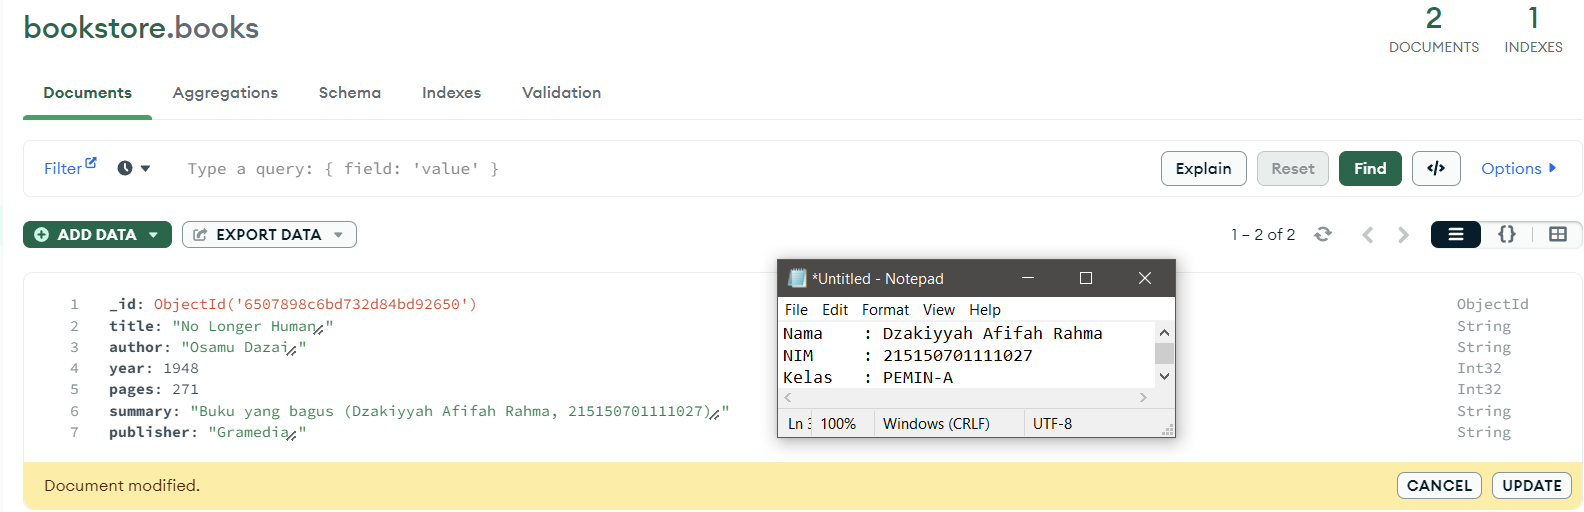 bookstore.books
2 DOCUMENTS
1 INDEXES
Documents Aggregations Schema Indexes Validation
Filter Type a query: { field: 'value' } Explain Reset Find </> Options
ADD DATA EXPORT DATA 1 – 2 of 2 {}
1 _id: ObjectId('6507898c6bd732d84bd92650') ObjectId
2 title: "No Longer Human" String
3 author: "Osamu Dazai" String
4 year: 1948 Int32
5 pages: 271 Int32
6 summary: "Buku yang bagus (Dzakiyyah Afifah Rahma, 215150701111027)" String
7 publisher: "Gramedia" String
Document modified. CANCEL UPDATE
*Untitled - Notepad
File Edit Format View Help
Nama : Dzakiyyah Afifah Rahma
NIM : 215150701111027
Kelas : PEMIN-A
Ln 100% Windows (CRLF) UTF-8